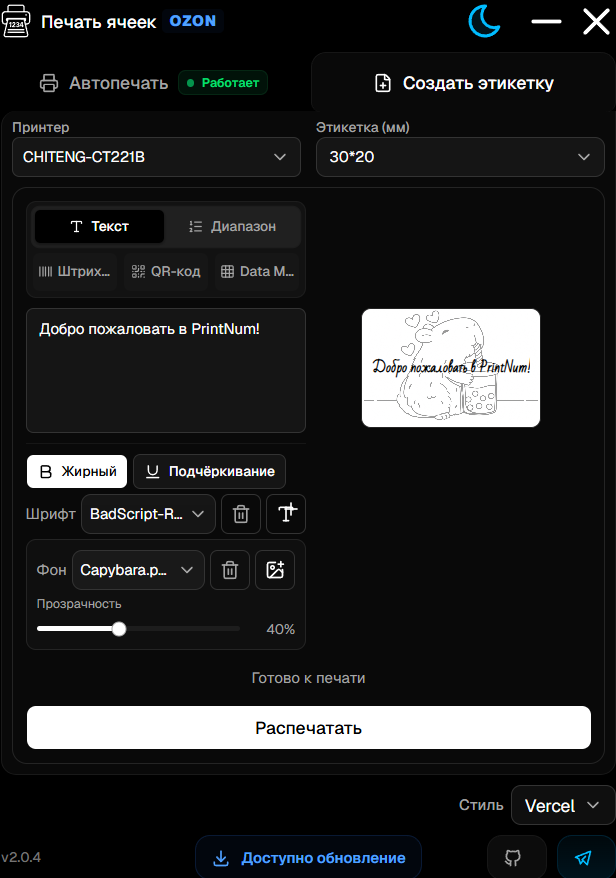 1234
Печать ячеек OZON
Автопечать Работает
Создать этикетку
Принтер
Этикетка (мм)
CHITENG-CT221B
30*20
Текст
Диапазон
Штрих...
QR-код
Data M...
Добро пожаловать в PrintNum!
Добро пожаловать в PrintNum!
B Жирный
U Подчёркивание
Шрифт
BadScript-R...
Фон
Capybara.p...
Прозрачность
40%
Готово к печати
Распечатать
Стиль
Vercel
v2.0.4
Доступно обновление